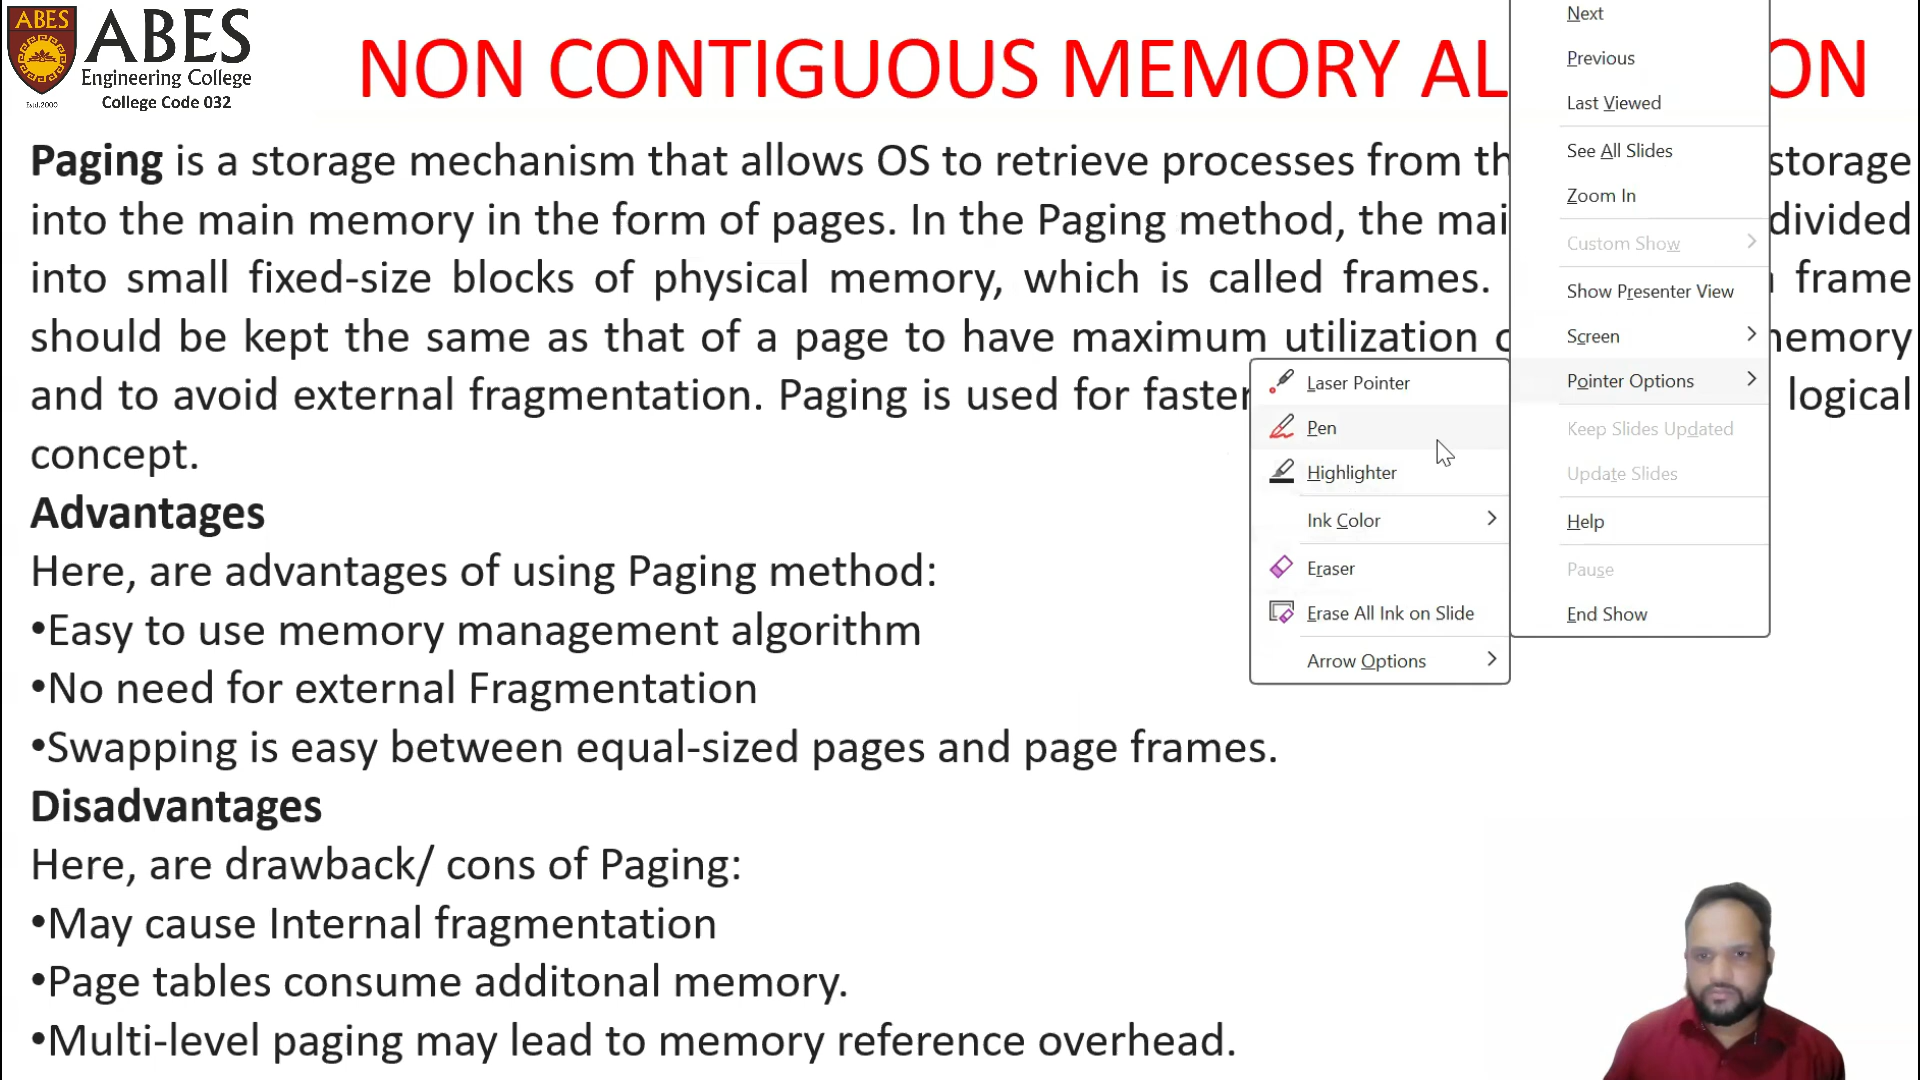 ABES
ABES
Engineering College
College Code 032
Estd.2000
NON CONTIGUOUS MEMORY AL ON
Paging is a storage mechanism that allows OS to retrieve processes from th storage
into the main memory in the form of pages. In the Paging method, the mai divided
into small fixed-size blocks of physical memory, which is called frames. frame
should be kept the same as that of a page to have maximum utilization emory
and to avoid external fragmentation. Paging is used for faster logical
concept.
Advantages
Here, are advantages of using Paging method:
•Easy to use memory management algorithm
•No need for external Fragmentation
•Swapping is easy between equal-sized pages and page frames.
Disadvantages
Here, are drawback/ cons of Paging:
•May cause Internal fragmentation
•Page tables consume additonal memory.
•Multi-level paging may lead to memory reference overhead.
Laser Pointer
Pen
Highlighter
Ink Color
Eraser
Erase All Ink on Slide
Arrow Options
Next
Previous
Last Viewed
See All Slides
Zoom In
Custom Show
Show Presenter View
Screen
Pointer Options
Keep Slides Updated
Update Slides
Help
Pause
End Show